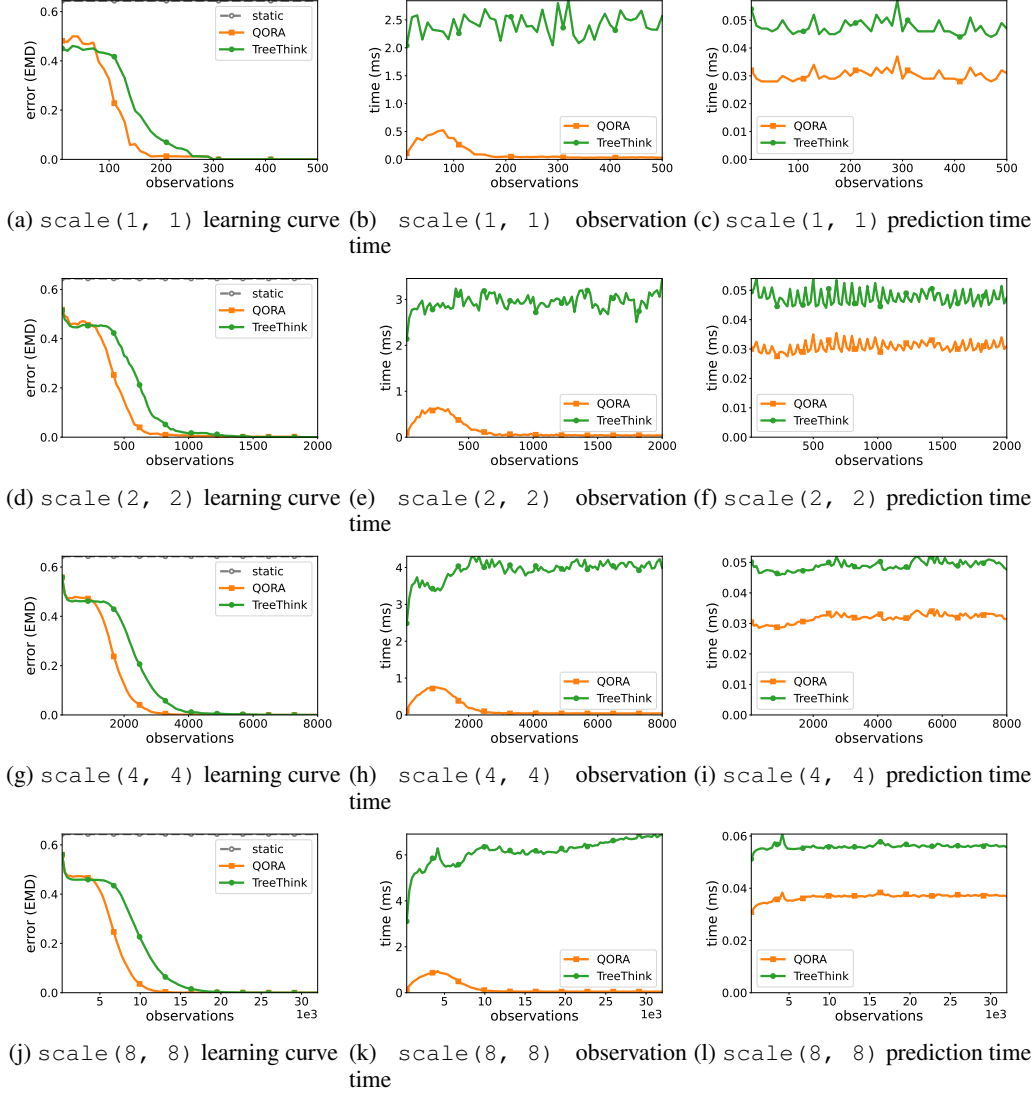 0.6
0.4
0.2
0.0
error (EMD)
static
QORA
TreeThink
100 200 300 400 500
observations
2.5
2.0
1.5
1.0
0.5
0.0
time (ms)
QORA
TreeThink
100 200 300 400 500
observations
0.05
0.04
0.03
0.02
0.01
0.00
time (ms)
QORA
TreeThink
100 200 300 400 500
observations
(a) scale(1, 1) learning curve
(b) scale(1, 1) observation
time
(c) scale(1, 1) prediction time
0.6
0.4
0.2
0.0
error (EMD)
static
QORA
TreeThink
500 1000 1500 2000
observations
3
2
1
0
time (ms)
QORA
TreeThink
500 1000 1500 2000
observations
0.05
0.04
0.03
0.02
0.01
0.00
time (ms)
QORA
TreeThink
500 1000 1500 2000
observations
(d) scale(2, 2) learning curve
(e) scale(2, 2) observation
time
(f) scale(2, 2) prediction time
0.6
0.4
0.2
0.0
error (EMD)
static
QORA
TreeThink
2000 4000 6000 8000
observations
4
3
2
1
0
time (ms)
QORA
TreeThink
2000 4000 6000 8000
observations
0.05
0.04
0.03
0.02
0.01
0.00
time (ms)
QORA
TreeThink
2000 4000 6000 8000
observations
(g) scale(4, 4) learning curve
(h) scale(4, 4) observation
time
(i) scale(4, 4) prediction time
0.6
0.4
0.2
0.0
error (EMD)
static
QORA
TreeThink
5 10 15 20 25 30
observations
1e3
6
4
2
0
time (ms)
QORA
TreeThink
5 10 15 20 25 30
observations
1e3
0.06
0.04
0.02
0.00
time (ms)
QORA
TreeThink
5 10 15 20 25 30
observations
1e3
(j) scale(8, 8) learning curve
(k) scale(8, 8) observation
time
(l) scale(8, 8) prediction time